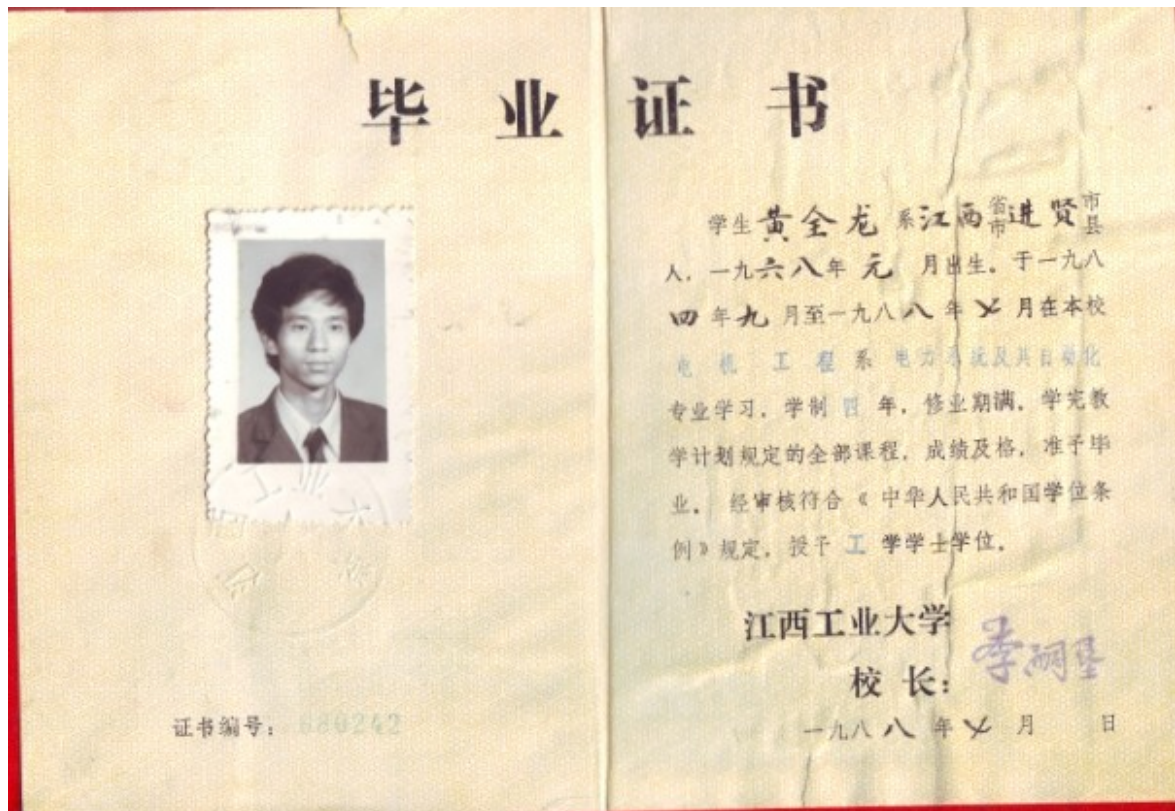 毕业证书
学生黄全龙系江西省市进贤市县
人，一九六八年元月出生。于一九八
四年九月至一九八八年七月在本校
电机工程系电力系统及其自动化
专业学习，学制四年，修业期满，学完教
学计划规定的全部课程，成绩及格，准予毕
业。经审核符合《中华人民共和国学位条
例》规定，授予工学学士学位。
江西工业大学
校长：
一九八八年七月 日
证书编号：880242